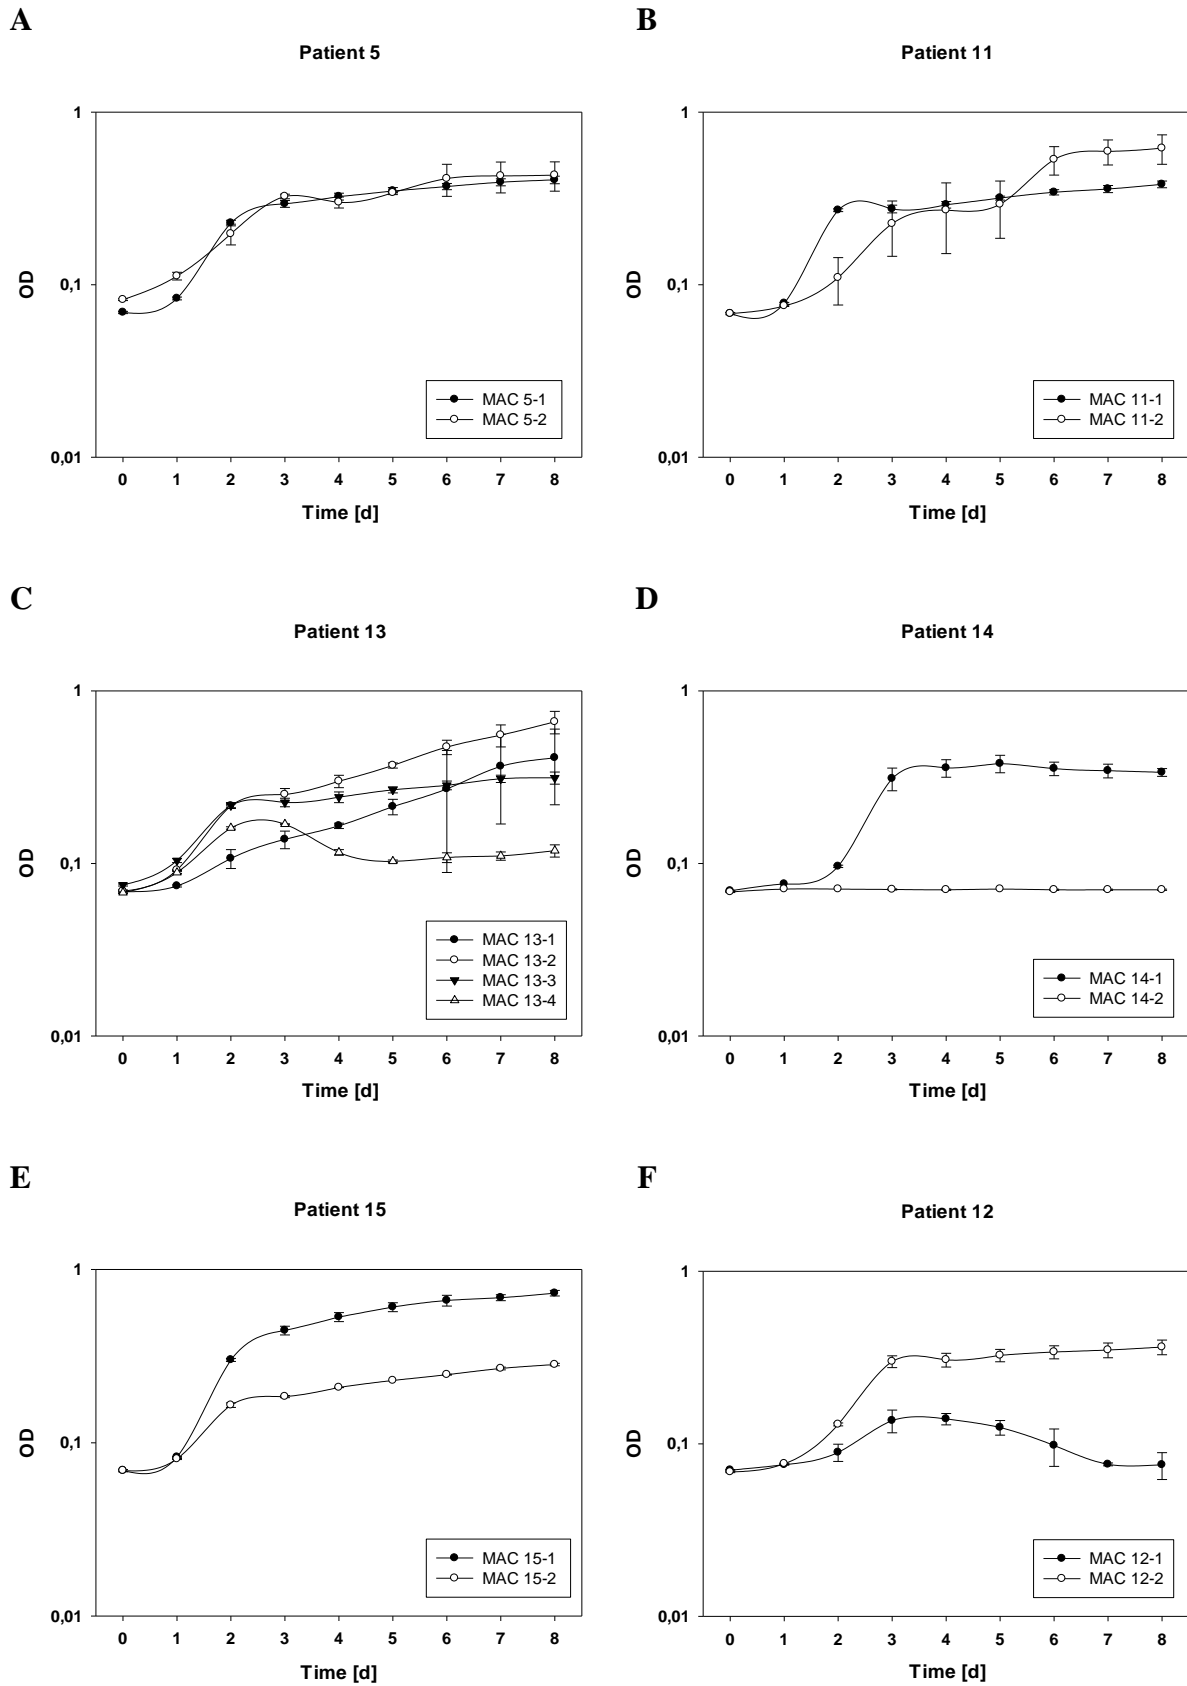 A
Patient 5
1
0,1
0,01
OD
0 1 2 3 4 5 6 7 8
Time [d]
MAC 5-1
MAC 5-2
B
Patient 11
1
0,1
0,01
OD
0 1 2 3 4 5 6 7 8
Time [d]
MAC 11-1
MAC 11-2
C
Patient 13
1
0,1
0,01
OD
0 1 2 3 4 5 6 7 8
Time [d]
MAC 13-1
MAC 13-2
MAC 13-3
MAC 13-4
D
Patient 14
1
0,1
0,01
OD
0 1 2 3 4 5 6 7 8
Time [d]
MAC 14-1
MAC 14-2
E
Patient 15
1
0,1
0,01
OD
0 1 2 3 4 5 6 7 8
Time [d]
MAC 15-1
MAC 15-2
F
Patient 12
1
0,1
0,01
OD
0 1 2 3 4 5 6 7 8
Time [d]
MAC 12-1
MAC 12-2